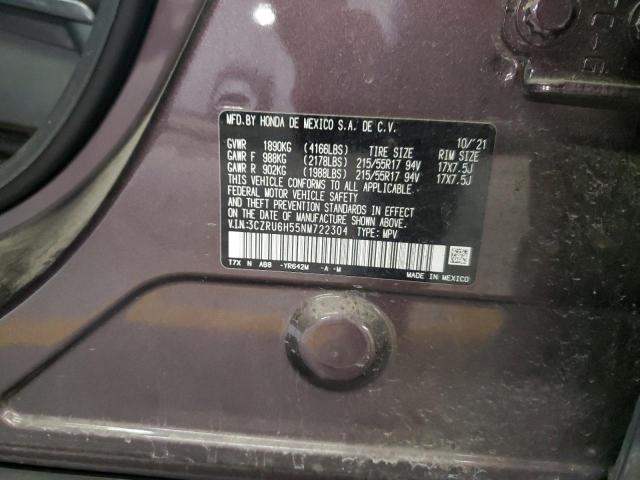 MFD.BY HONDA DE MEXICO S.A. DE C.V.
10/'21
GVWR 1890KG (4166LBS) TIRE SIZE RIM SIZE
GAWR F 988KG (2178LBS) 215/55R17 94V 17X7.5J
GAWR R 902KG (1988LBS) 215/55R17 94V 17X7.5J
THIS VEHICLE CONFORMS TO ALL APPLICABLE
FEDERAL MOTOR VEHICLE SAFETY
AND THEFT PREVENTION STANDARDS IN EFFECT ON
THE DATE OF MANUFACTURE SHOWN ABOVE.
V.I.N:3CZRU6H55NM722304 TYPE: MPV
T7X N ABB -YR642M -A -M
MADE IN MEXICO